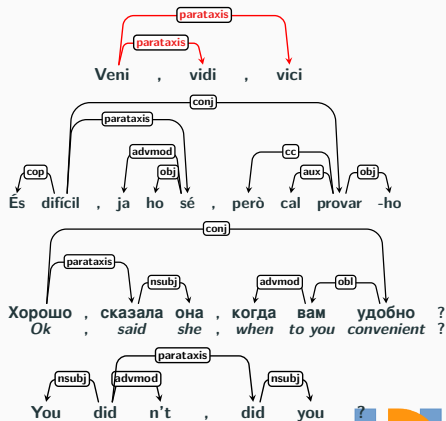 parataxis
parataxis
Veni , vidi , vici
conj
parataxis
advmod cc
cop obj aux obj
És difícil , ja ho sé , però cal provar -ho
conj
parataxis nsubj advmod obl
Хорошо , сказала она , когда вам удобно ?
Ok , said she , when to you convenient ?
parataxis
nsubj advmod nsubj
You did n't , did you ?